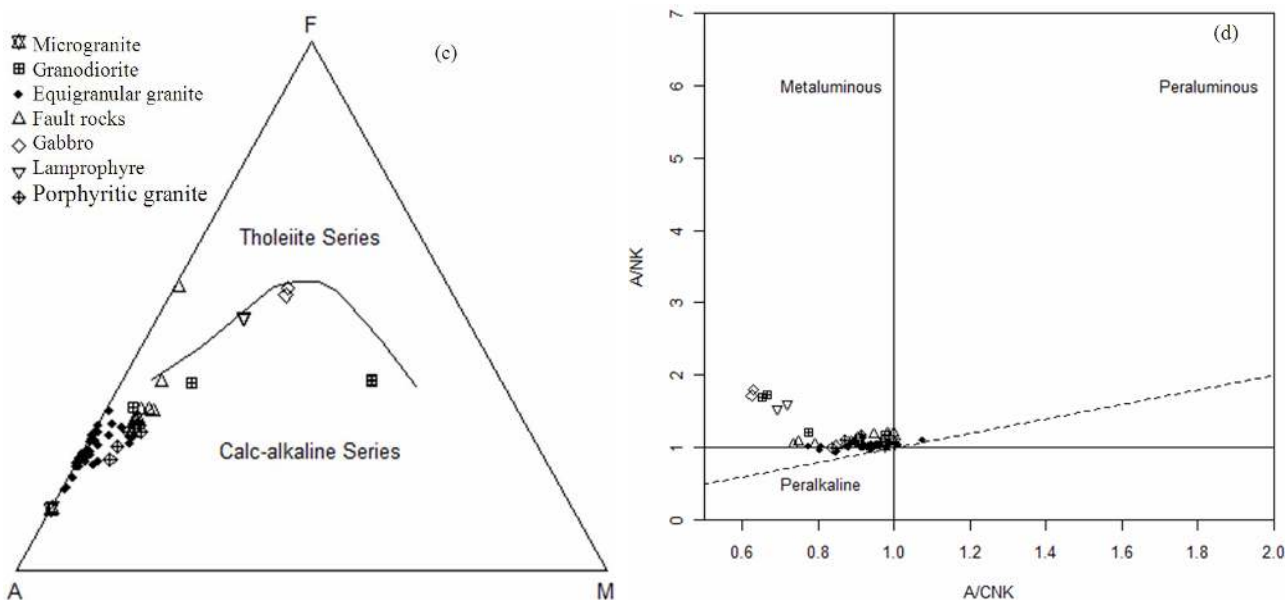 F
(c)
Microgranite
Granodiorite
Equigranular granite
Fault rocks
Gabbro
Lamprophyre
Porphyritic granite
Tholeiite Series
Calc-alkaline Series
A
M
(d)
Metaluminous
Peraluminous
Peralkaline
A/NK
7
6
5
4
3
2
1
0
0.6
0.8
1.0
1.2
1.4
1.6
1.8
2.0
A/CNK